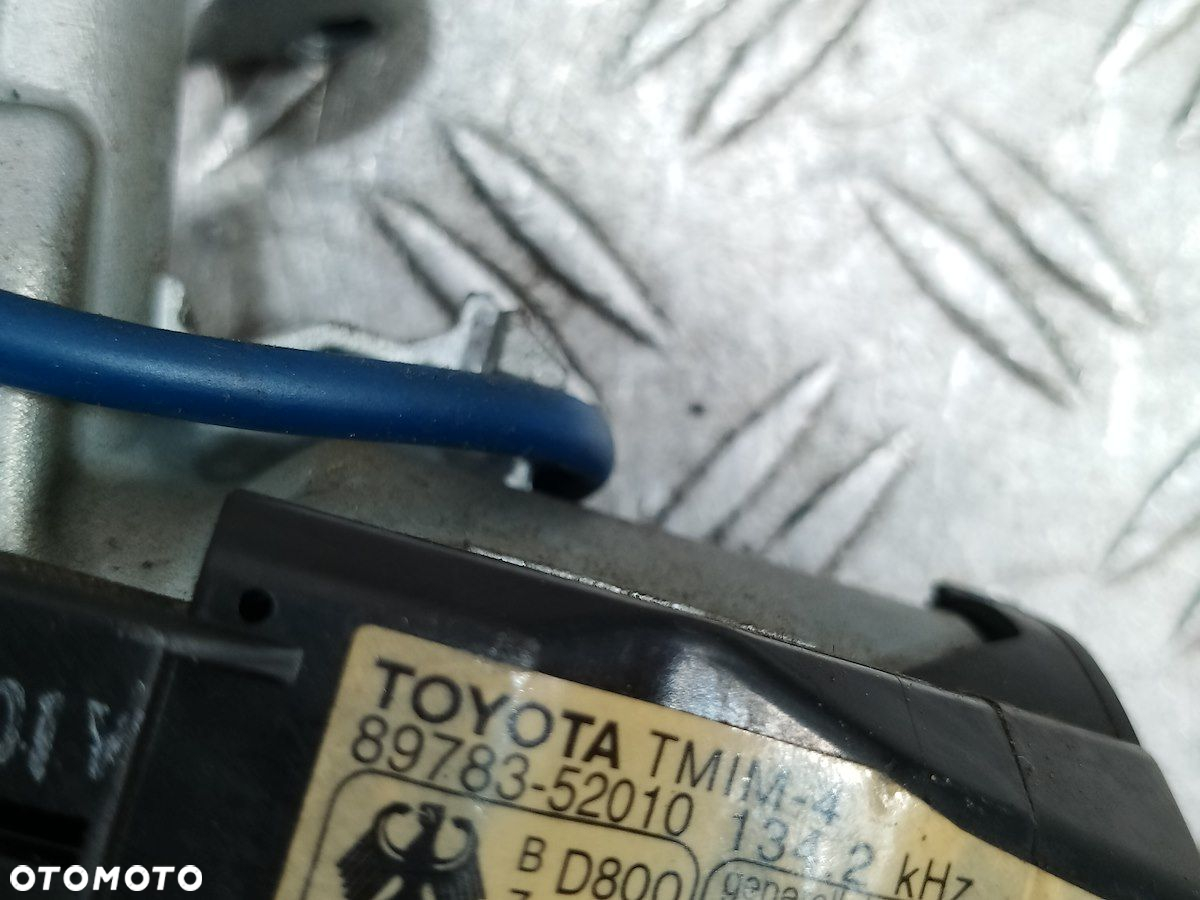 TOYOTA TMIM-4
89783-52010 134.2 kHz
B D800
OTOMOTO